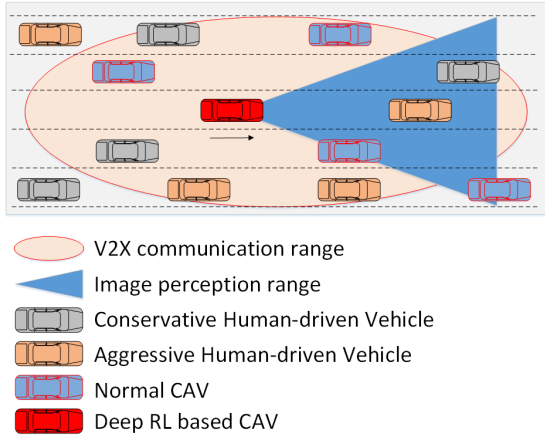 V2X communication range
Image perception range
Conservative Human-driven Vehicle
Aggressive Human-driven Vehicle
Normal CAV
Deep RL based CAV